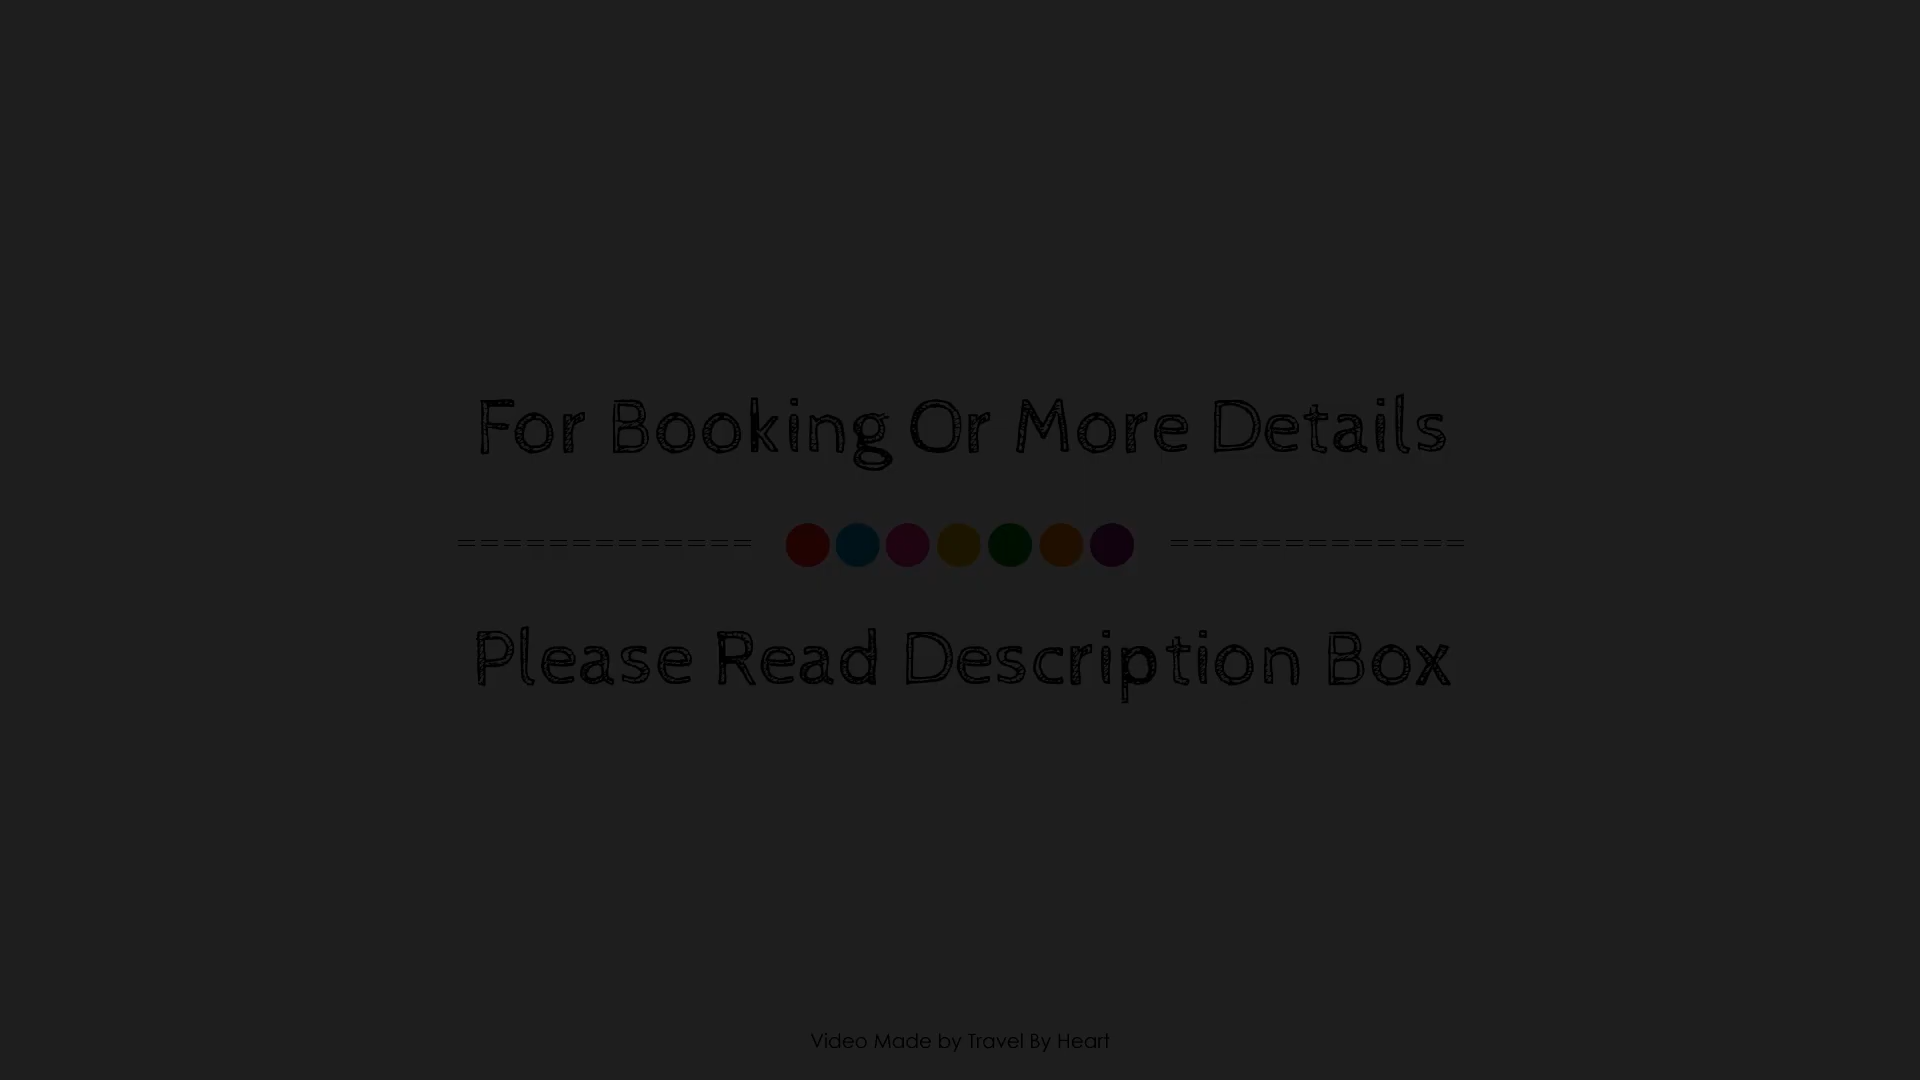 For Booking Or More Details
============= =============
Please Read Description Box
Video Made by Travel By Heart